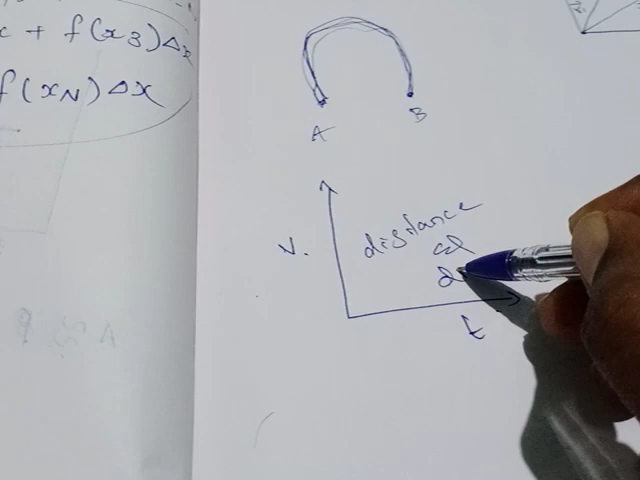 x + f(x₃)Δx
f(xN)Δx
A
B
V.
distance
t